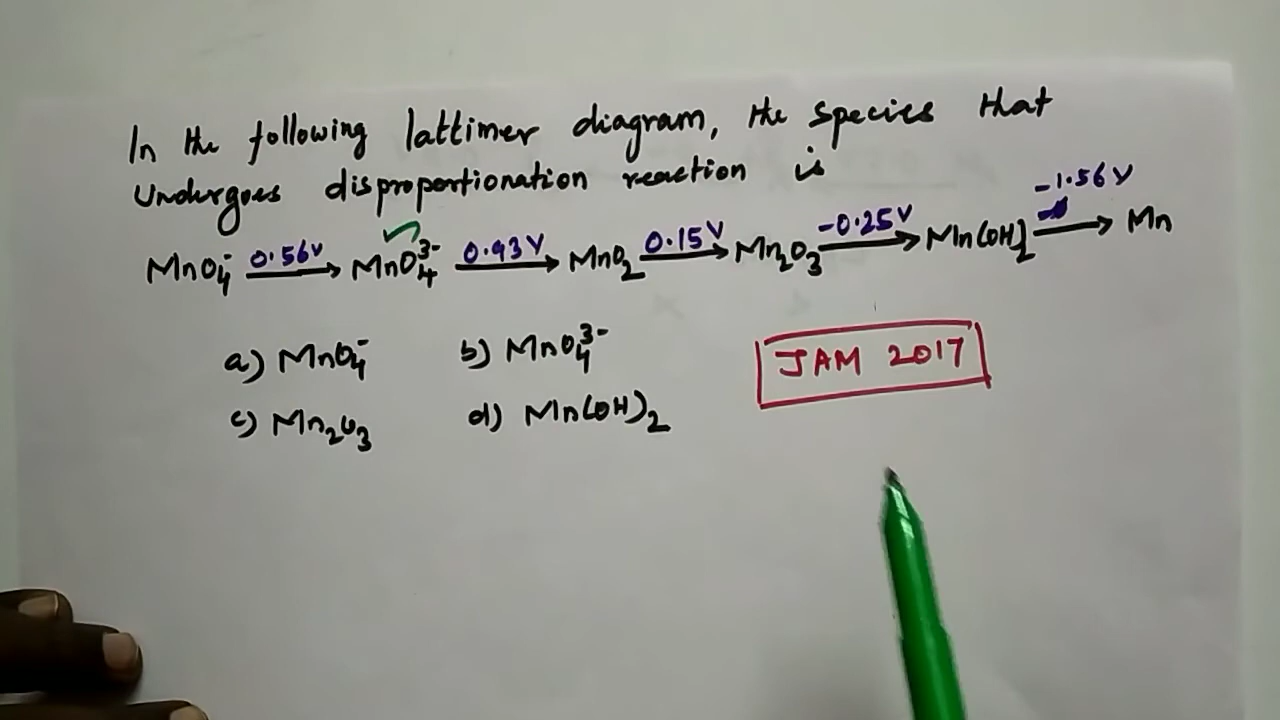 In the following lattimer diagram, the species that
undergoes disproportionation reaction is
MnO₄⁻ 0.56V → MnO₄³⁻ 0.93V → MnO₂ 0.15V → Mn₂O₃ -0.25V → Mn(OH)₂ -1.56V → Mn
a) MnO₄⁻ b) MnO₄³⁻
c) Mn₂O₃ d) Mn(OH)₂
JAM 2017